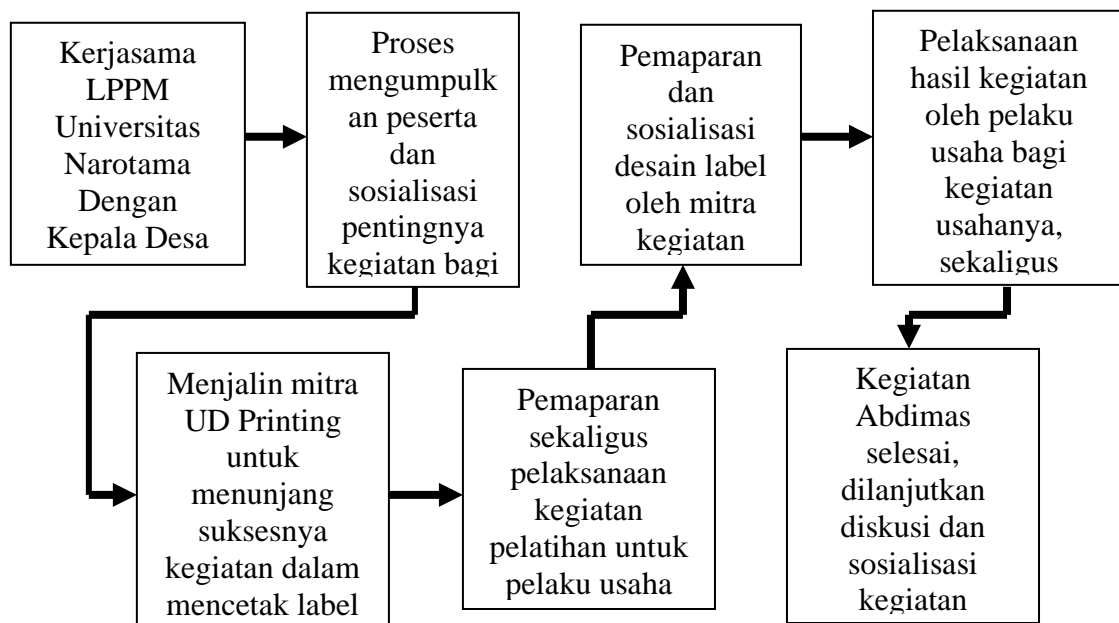 Kerjasama
LPPM
Universitas
Narotama
Dengan
Kepala Desa
Proses
mengumpulk
an peserta
dan
sosialisasi
pentingnya
kegiatan bagi
Menjalin mitra
UD Printing
untuk
menunjang
suksesnya
kegiatan dalam
mencetak label
Pemaparan
sekaligus
pelaksanaan
kegiatan
pelatihan untuk
pelaku usaha
Pemaparan
dan
sosialisasi
desain label
oleh mitra
kegiatan
Pelaksanaan
hasil kegiatan
oleh pelaku
usaha bagi
kegiatan
usahanya,
sekaligus
Kegiatan
Abdimas
selesai,
dilanjutkan
diskusi dan
sosialisasi
kegiatan